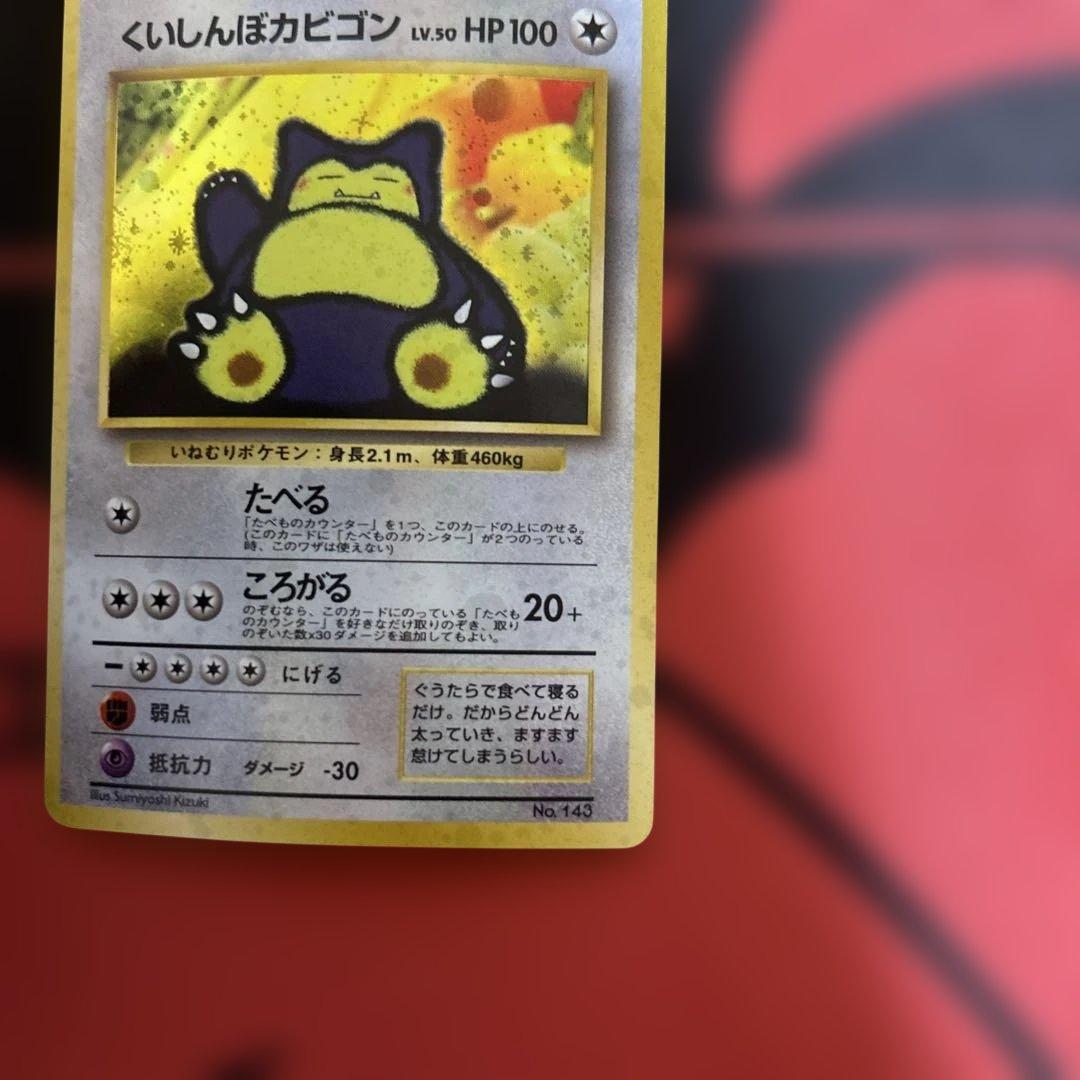 くいしんぼカビゴン LV.50 HP100
いねむりポケモン：身長2.1m、体重460kg
たべる
「たべものカウンター」を1つ、このカードの上にのせる。
(このカードに「たべものカウンター」が2つのっている
時、このワザは使えない)
ころがる
のぞむなら、このカードにのっている「たべも
のカウンター」を好きなだけ取りのぞき、取り
のぞいた数x30ダメージを追加してもよい。
20+
ー にげる
弱点
抵抗力 ダメージ -30
ぐうたらで食べて寝る
だけ。だからどんどん
太っていき、ますます
怠けてしまうらしい。
Illus. Sumiyoshi Kizuki
No. 143